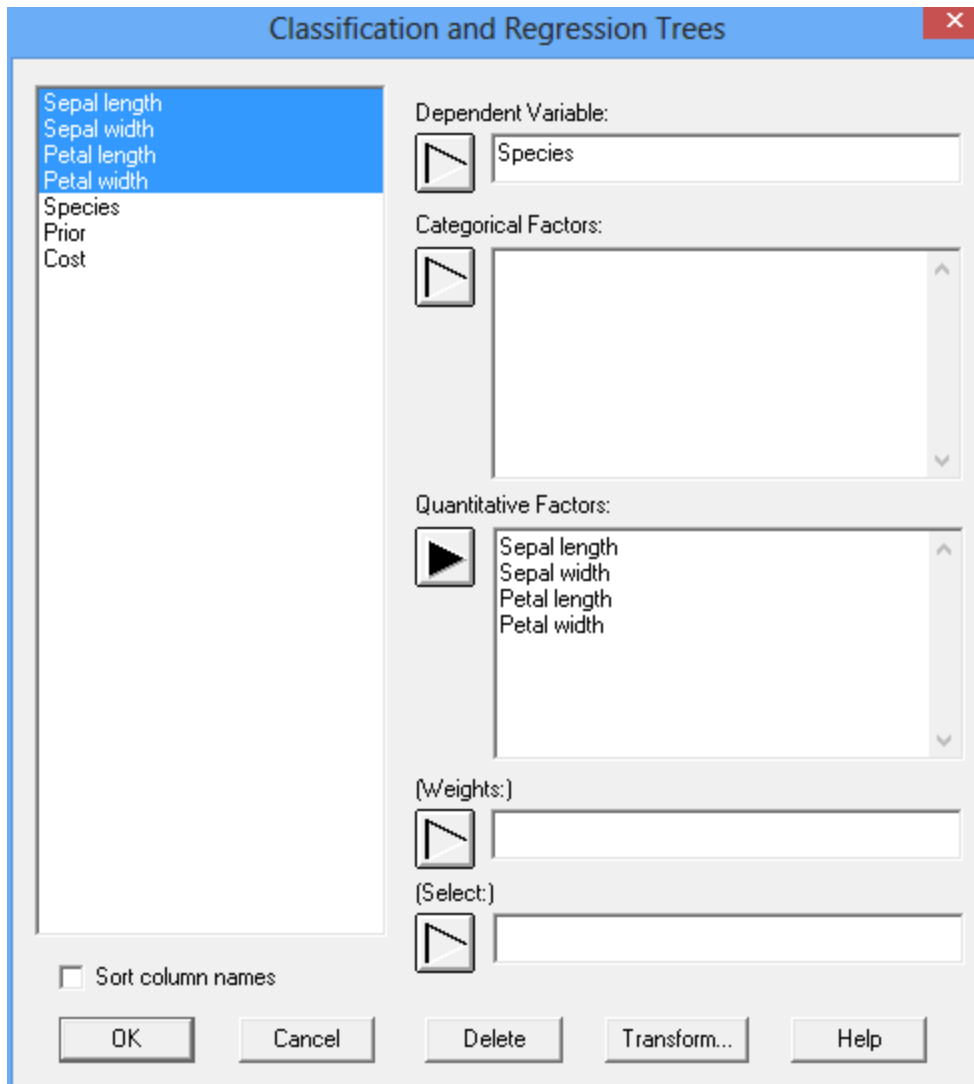 Classification and Regression Trees
Sepal length
Sepal width
Petal length
Petal width
Species
Prior
Cost
Sort column names
Dependent Variable:
Species
Categorical Factors:
Quantitative Factors:
Sepal length
Sepal width
Petal length
Petal width
(Weights:)
(Select:)
OK
Cancel
Delete
Transform...
Help